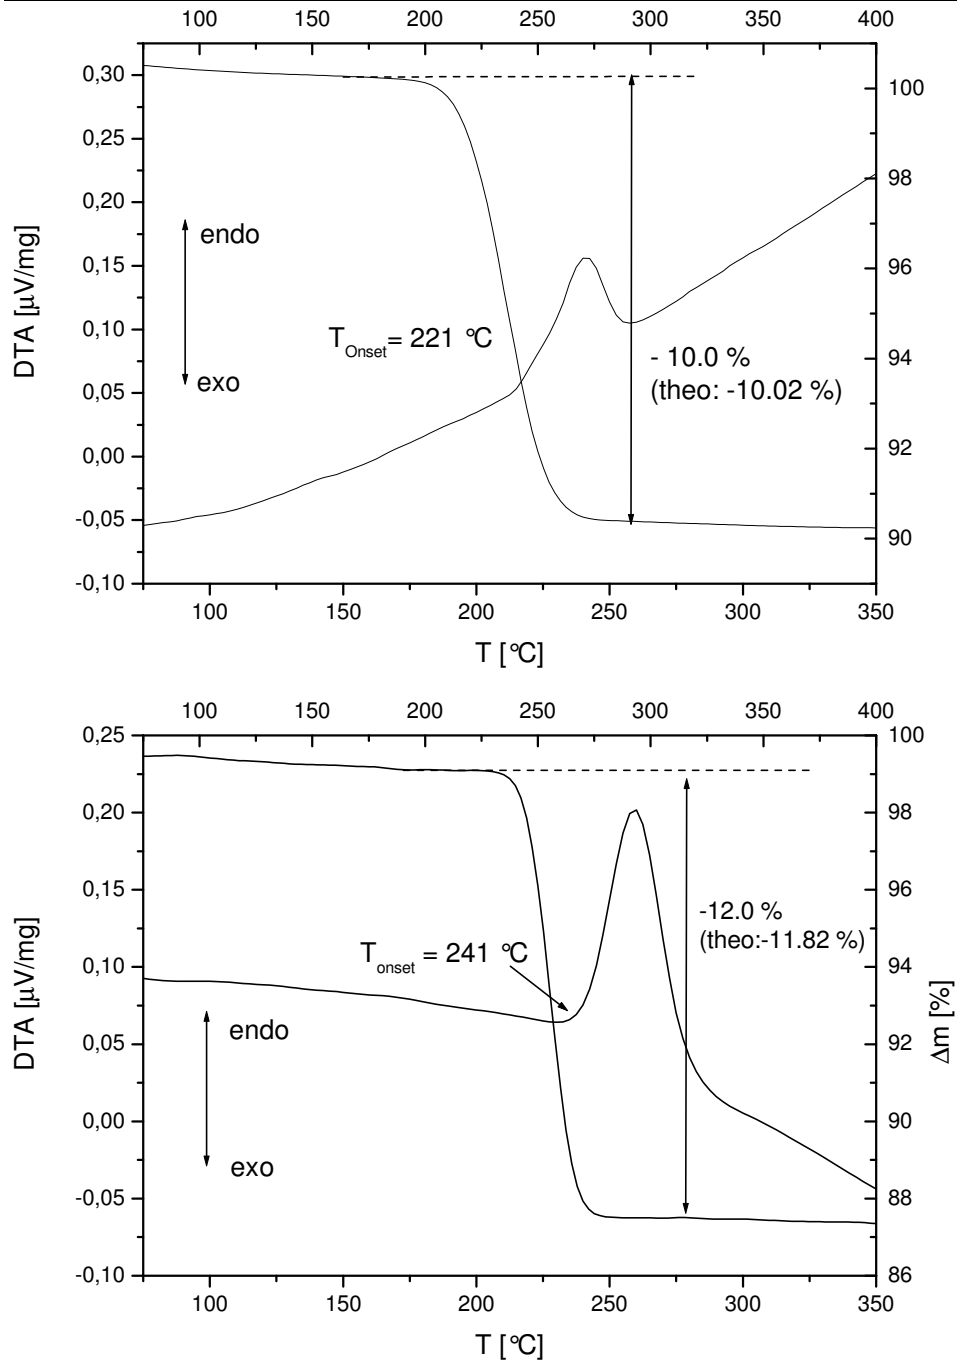 100 150 200 250 300 350 400
0,30
0,25
0,20
0,15
0,10
0,05
0,00
-0,05
-0,10
DTA [µV/mg]
endo
exo
T Onset = 221 °C
- 10.0 %
(theo: -10.02 %)
100
98
96
94
92
90
100 150 200 250 300 350
T [°C]
100 150 200 250 300 350 400
0,25
0,20
0,15
0,10
0,05
0,00
-0,05
-0,10
DTA [µV/mg]
T onset = 241 °C
endo
exo
-12.0 %
(theo:-11.82 %)
100
98
96
94
92
90
88
86
Δm [%]
100 150 200 250 300 350
T [°C]